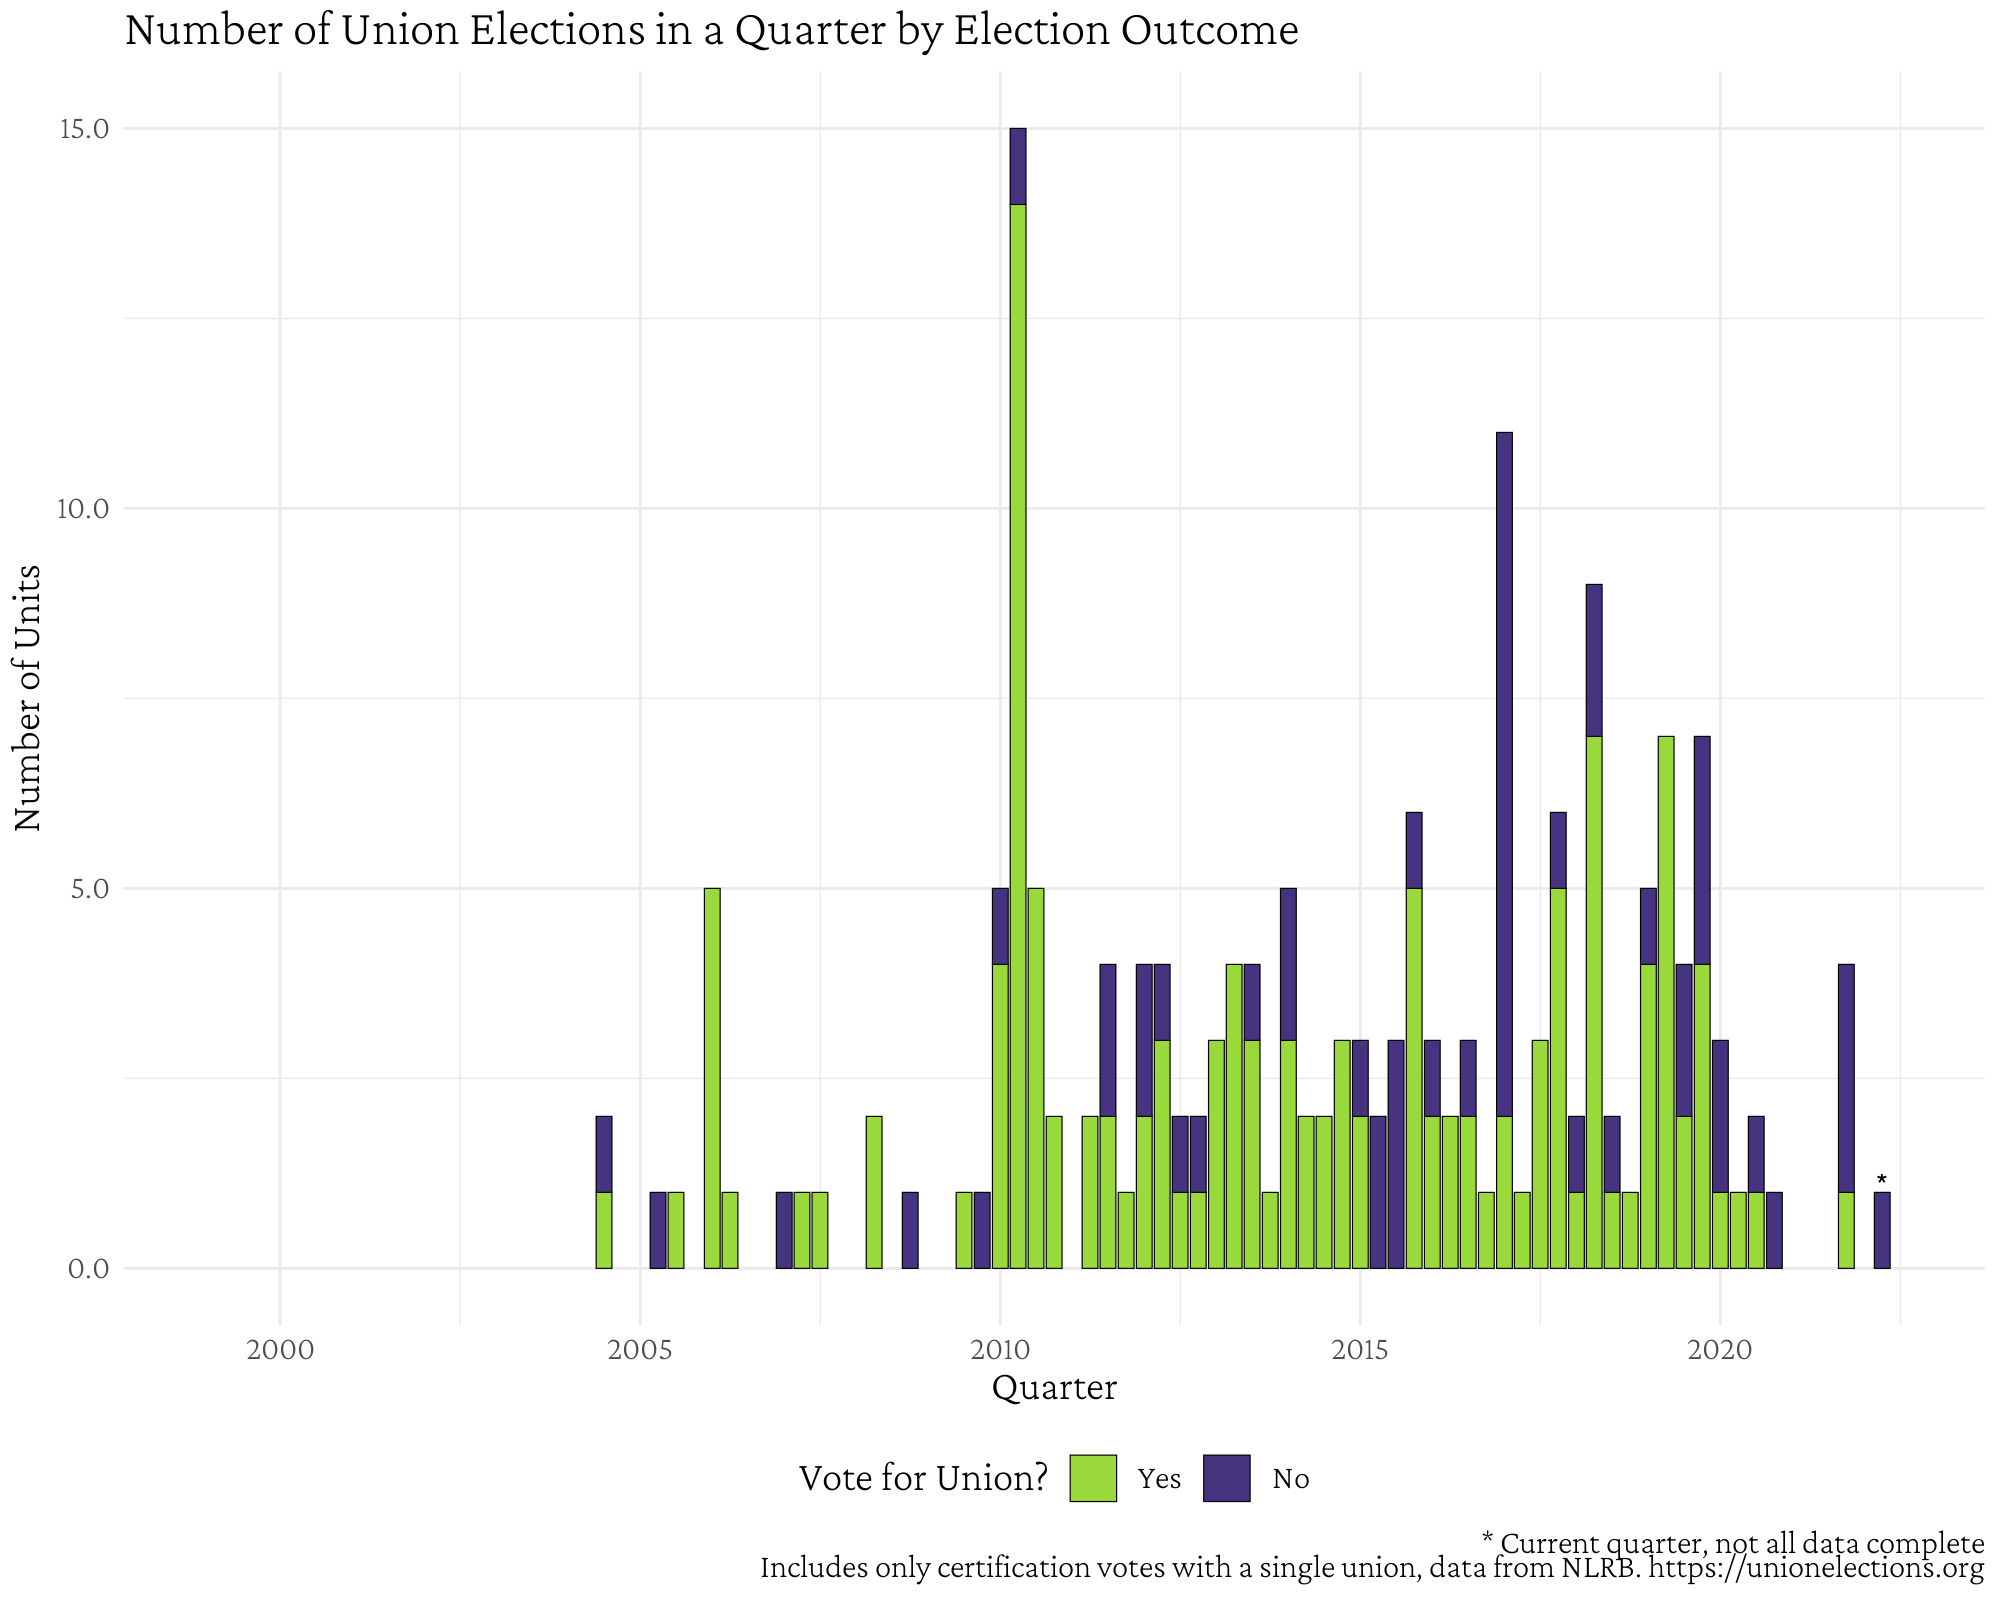 Number of Union Elections in a Quarter by Election Outcome
15.0
10.0
5.0
0.0
Number of Units
*
2000 2005 2010 2015 2020
Quarter
Vote for Union? Yes No
* Current quarter, not all data complete
Includes only certification votes with a single union, data from NLRB. https://unionelections.org